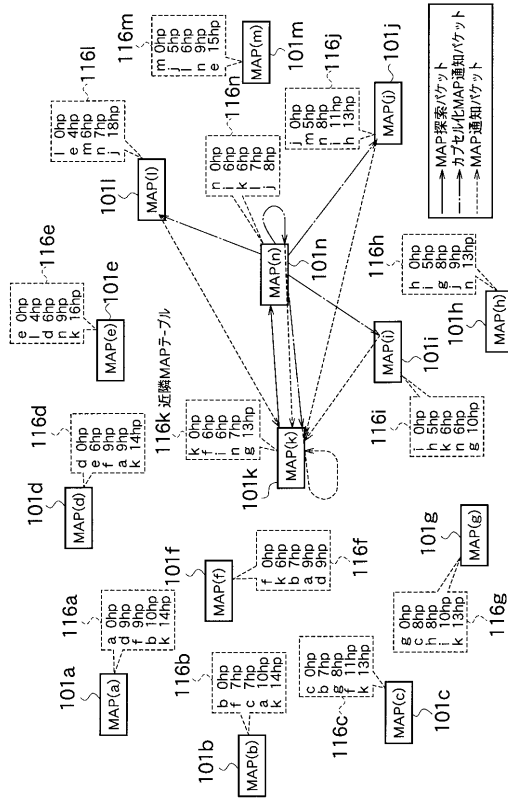 116a
a 0hp
d 9hp
f 9hp
b 10hp
k 14hp
MAP(a)
101a
116d
d 0hp
e 6hp
f 9hp
a 9hp
k 14hp
MAP(d)
101d
116e
e 0hp
l 4hp
d 6hp
n 9hp
k 16hp
MAP(e)
101e
116l
l 0hp
e 4hp
m 6hp
n 7hp
j 18hp
MAP(l)
101l
116m
m 0hp
j 5hp
l 6hp
n 9hp
e 15hp
MAP(m)
101m
116b
b 0hp
f 7hp
c 7hp
a 10hp
k 14hp
MAP(b)
101b
MAP(f)
101f
f 0hp
k 6hp
b 7hp
a 9hp
d 9hp
116f
116k 近隣MAPテーブル
k 0hp
f 6hp
i 6hp
n 7hp
g 13hp
MAP(k)
101k
116n
n 0hp
i 6hp
k 6hp
l 7hp
j 8hp
MAP(n)
101n
116j
j 0hp
m 5hp
n 8hp
i 11hp
h 13hp
MAP(j)
101j
116c
c 0hp
b 7hp
g 8hp
f 11hp
k 13hp
MAP(c)
101c
MAP(g)
101g
g 0hp
c 8hp
h 8hp
i 10hp
k 13hp
116g
MAP(i)
101i
i 0hp
h 5hp
k 6hp
n 6hp
g 10hp
116i
116h
h 0hp
i 5hp
g 8hp
j 9hp
n 13hp
MAP(h)
101h
MAP探索パケット
カプセル化MAP通知パケット
MAP通知パケット